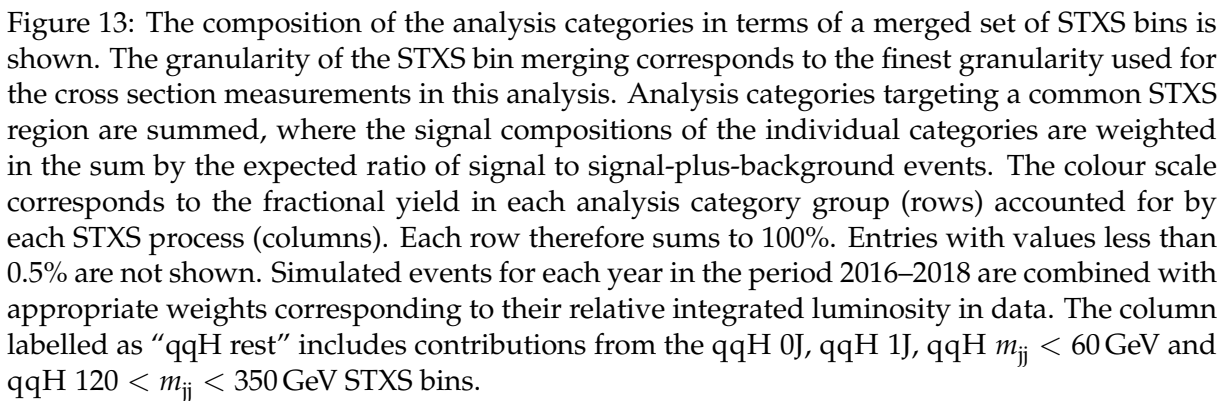 Figure 13: The composition of the analysis categories in terms of a merged set of STXS bins is
shown. The granularity of the STXS bin merging corresponds to the finest granularity used for
the cross section measurements in this analysis. Analysis categories targeting a common STXS
region are summed, where the signal compositions of the individual categories are weighted
in the sum by the expected ratio of signal to signal-plus-background events. The colour scale
corresponds to the fractional yield in each analysis category group (rows) accounted for by
each STXS process (columns). Each row therefore sums to 100%. Entries with values less than
0.5% are not shown. Simulated events for each year in the period 2016–2018 are combined with
appropriate weights corresponding to their relative integrated luminosity in data. The column
labelled as “qqH rest” includes contributions from the qqH 0J, qqH 1J, qqH m_jj < 60 GeV and
qqH 120 < m_jj < 350 GeV STXS bins.